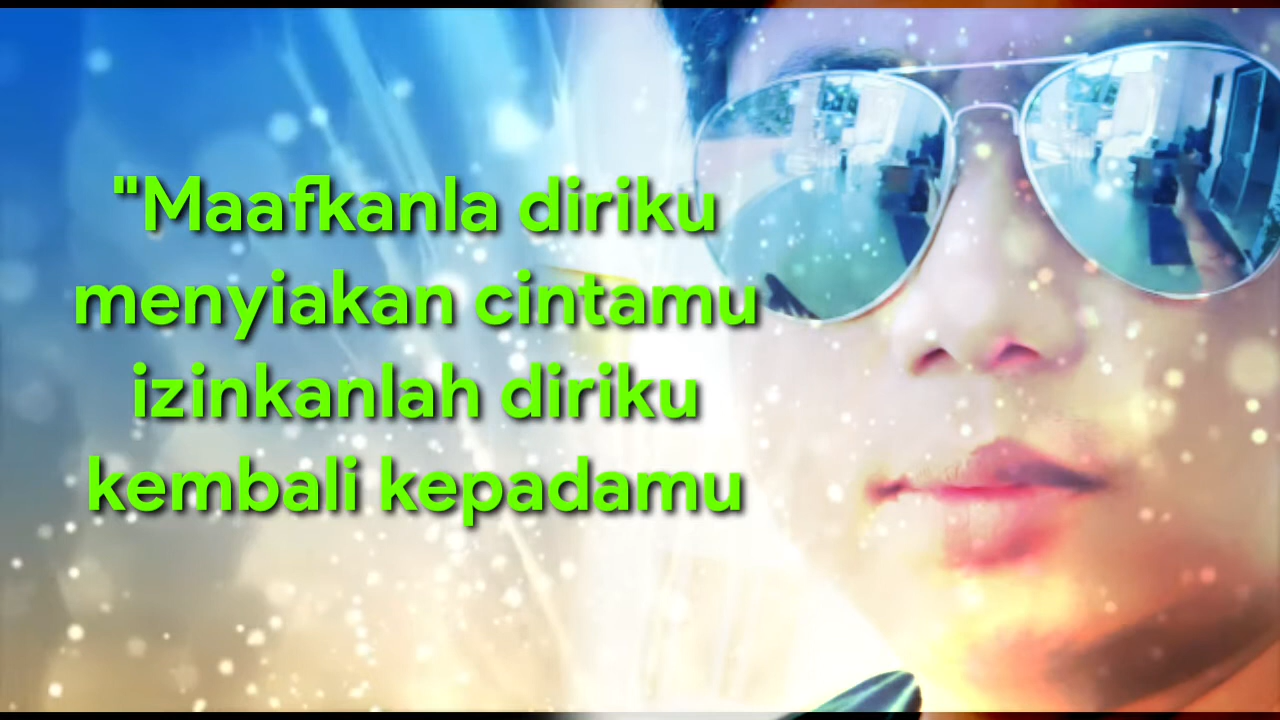 "Maafkanla diriku
menyiakan cintamu
izinkanlah diriku
kembali kepadamu